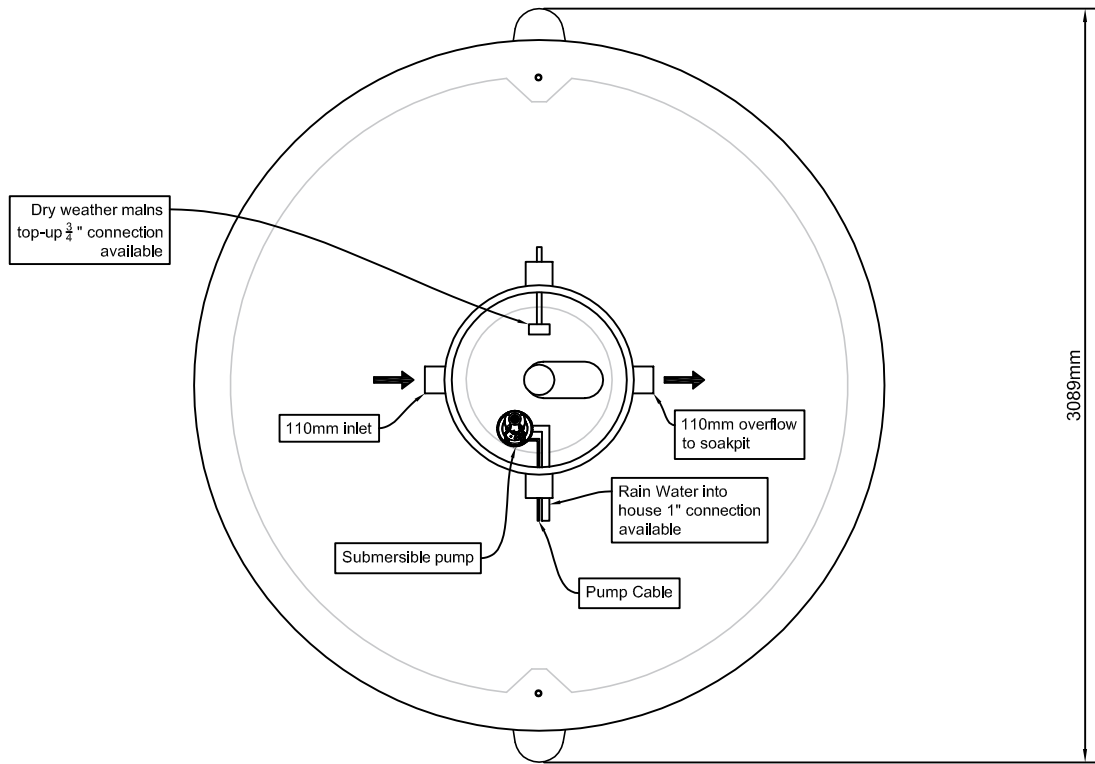 Dry weather mains
top-up 3/4" connection
available
110mm inlet
110mm overflow
to soakpit
Rain Water into
house 1" connection
available
Submersible pump
Pump Cable
3089mm